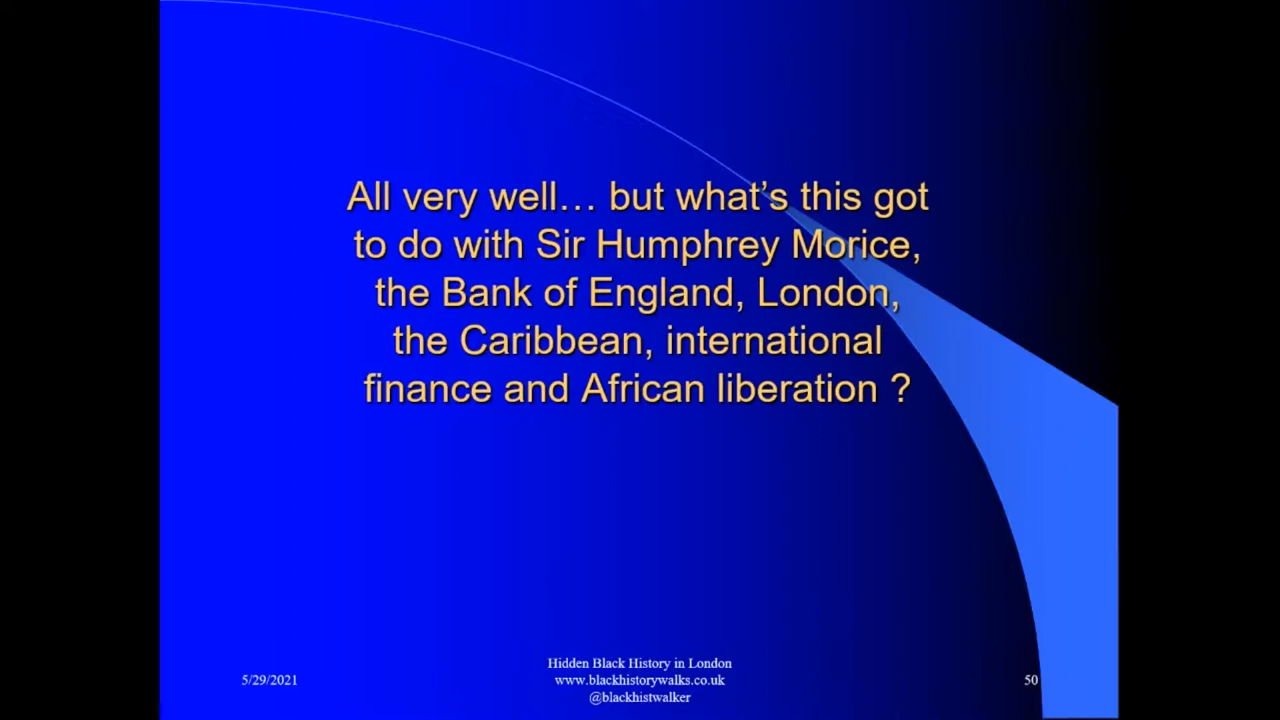 All very well… but what’s this got
to do with Sir Humphrey Morice,
the Bank of England, London,
the Caribbean, international
finance and African liberation ?
Hidden Black History in London
5/29/2021
www.blackhistorywalks.co.uk
50
@blackhistwalker